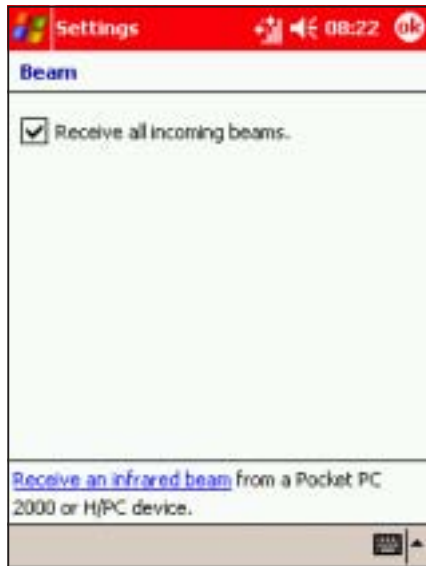 Settings 08:22 ok
Beam
Receive all incoming beams.
Receive an infrared beam from a Pocket PC
2000 or H/PC device.